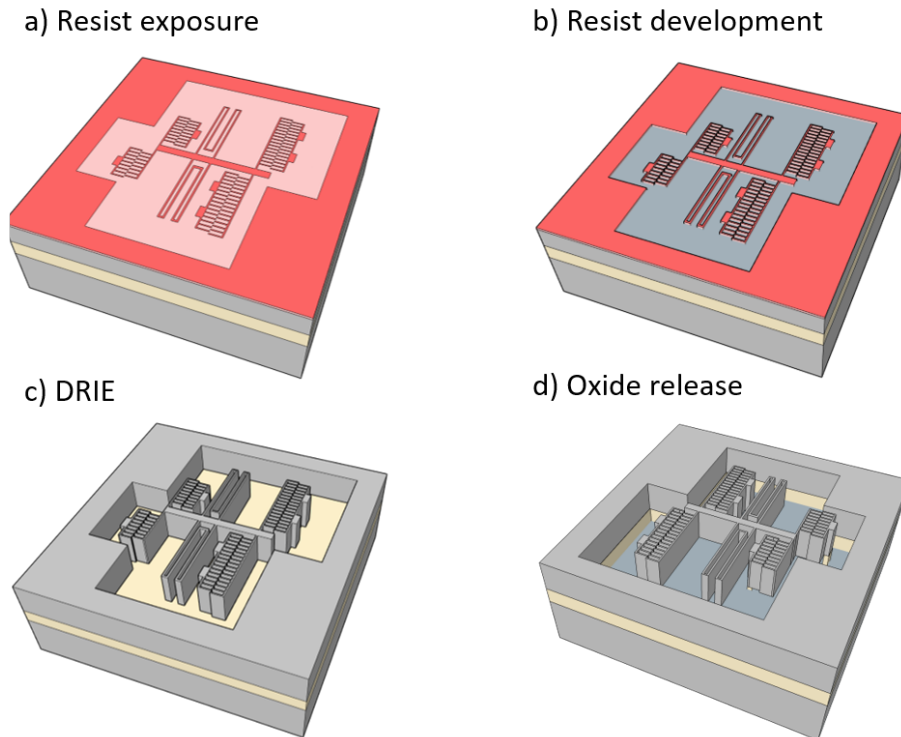 a) Resist exposure
b) Resist development
c) DRIE
d) Oxide release